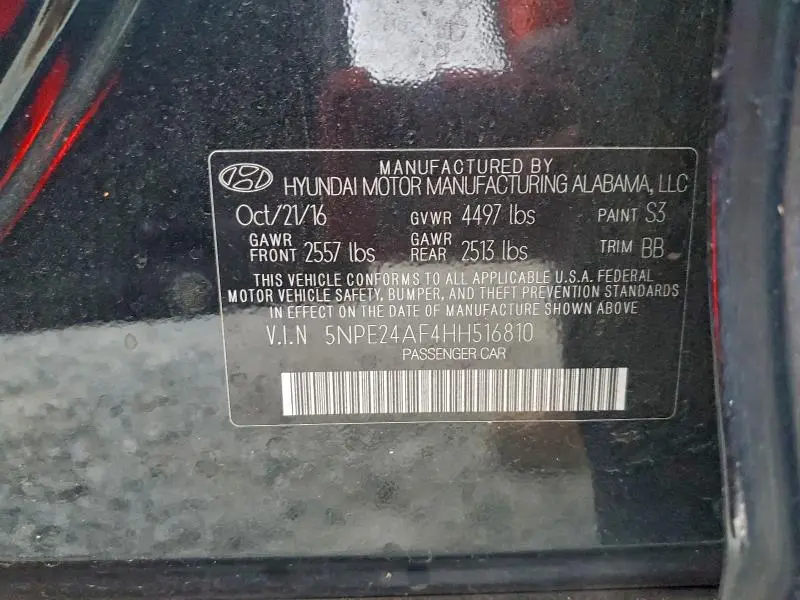 MANUFACTURED BY
HYUNDAI MOTOR MANUFACTURING ALABAMA, LLC
Oct/21/16 GVWR 4497 lbs PAINT S3
GAWR FRONT 2557 lbs GAWR REAR 2513 lbs TRIM BB
THIS VEHICLE CONFORMS TO ALL APPLICABLE U.S.A. FEDERAL
MOTOR VEHICLE SAFETY, BUMPER, AND THEFT PREVENTION STANDARDS
IN EFFECT ON THE DATE OF MANUFACTURE SHOWN ABOVE.
V.I.N 5NPE24AF4HH516810
PASSENGER CAR